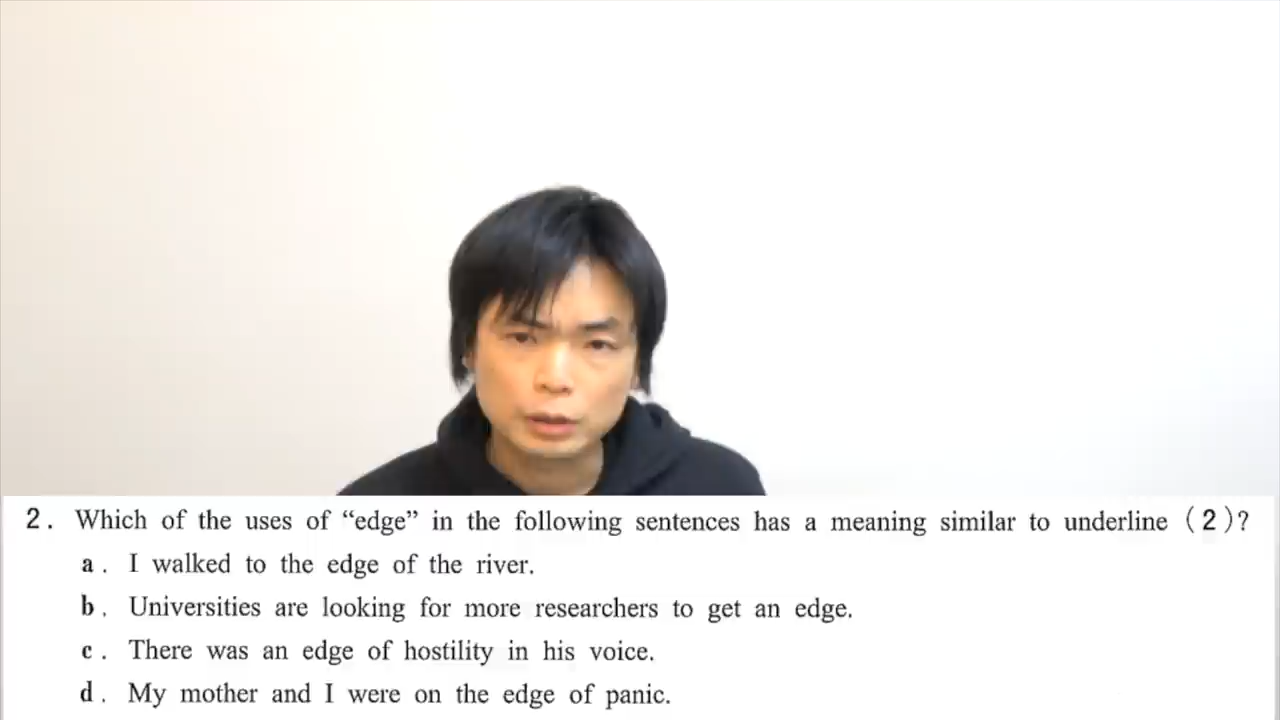 2. Which of the uses of “edge” in the following sentences has a meaning similar to underline (2)?
a. I walked to the edge of the river.
b. Universities are looking for more researchers to get an edge.
c. There was an edge of hostility in his voice.
d. My mother and I were on the edge of panic.